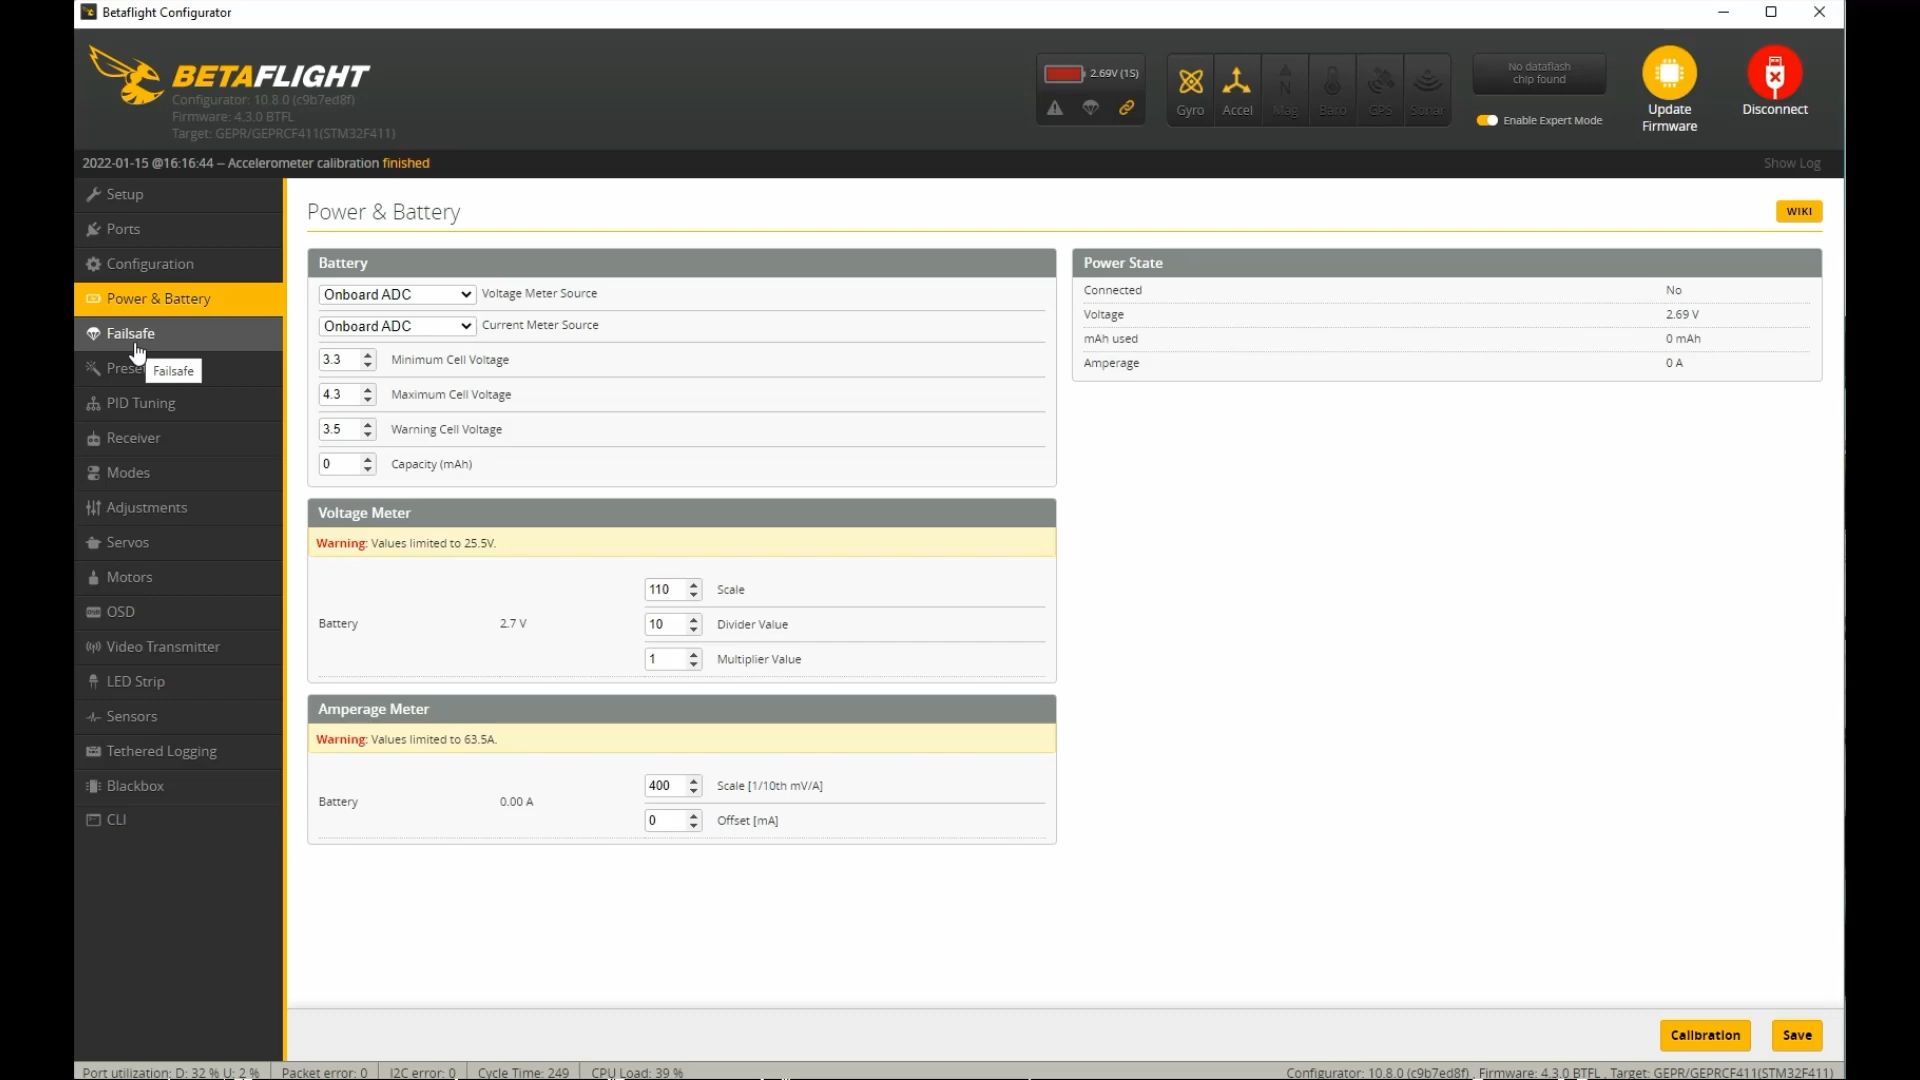 Betaflight Configurator
BETAFLIGHT
Configurator: 10.8.0 (c9b7ed8f)
Firmware: 4.3.0 BTFL
Target: GEPR/GEPRCF411(STM32F411)
2.69V (1S)
Gyro
Accel
Mag
Baro
GPS
Sonar
No dataflash
chip found
Enable Expert Mode
Update
Firmware
Disconnect
2022-01-15 @16:16:44 -- Accelerometer calibration finished
Show Log
Setup
Ports
Configuration
Power & Battery
Failsafe
Prese
Failsafe
PID Tuning
Receiver
Modes
Adjustments
Servos
Motors
OSD
Video Transmitter
LED Strip
Sensors
Tethered Logging
Blackbox
CLI
Power & Battery
WIKI
Battery
Onboard ADC Voltage Meter Source
Onboard ADC Current Meter Source
3.3 Minimum Cell Voltage
4.3 Maximum Cell Voltage
3.5 Warning Cell Voltage
0 Capacity (mAh)
Power State
Connected No
Voltage 2.69 V
mAh used 0 mAh
Amperage 0 A
Voltage Meter
Warning: Values limited to 25.5V.
110 Scale
Battery 2.7 V 10 Divider Value
1 Multiplier Value
Amperage Meter
Warning: Values limited to 63.5A.
400 Scale [1/10th mV/A]
Battery 0.00 A
0 Offset [mA]
Calibration
Save
Port utilization: D: 32 % U: 2 % Packet error: 0 I2C error: 0 Cycle Time: 249 CPU Load: 39 %
Configurator: 10.8.0 (c9b7ed8f) , Firmware: 4.3.0 BTFL , Target: GEPR/GEPRCF411(STM32F411)